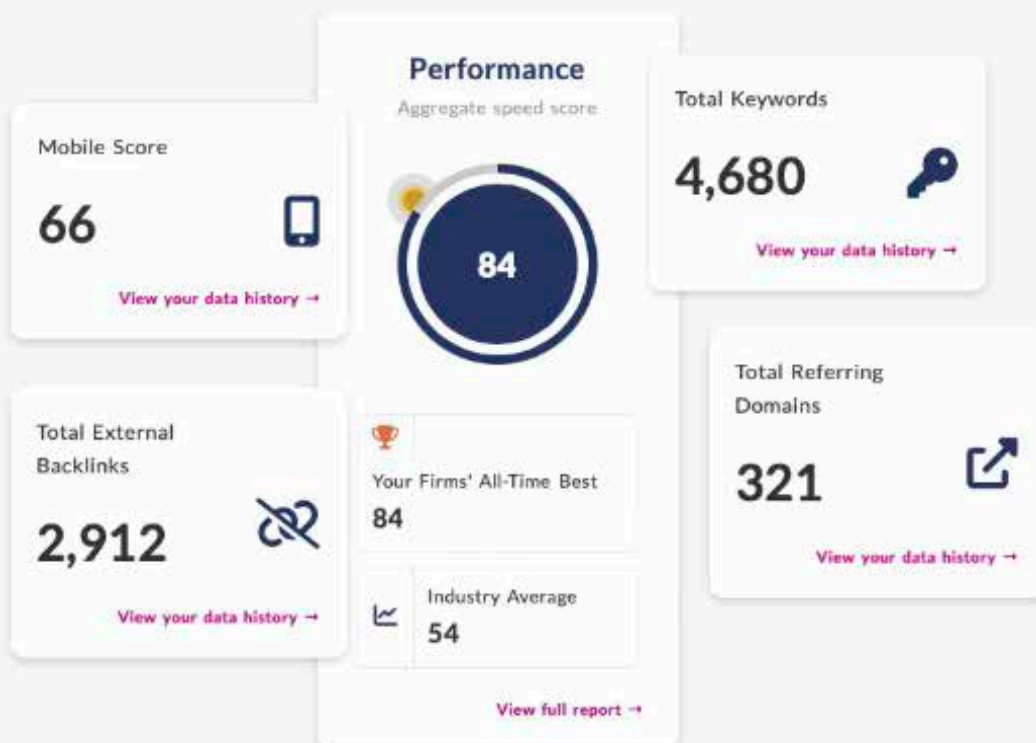 Performance
Aggregate speed score
84
Your Firms' All-Time Best
84
Industry Average
54
View full report →
Mobile Score
66
View your data history →
Total External
Backlinks
2,912
View your data history →
Total Keywords
4,680
View your data history →
Total Referring
Domains
321
View your data history →